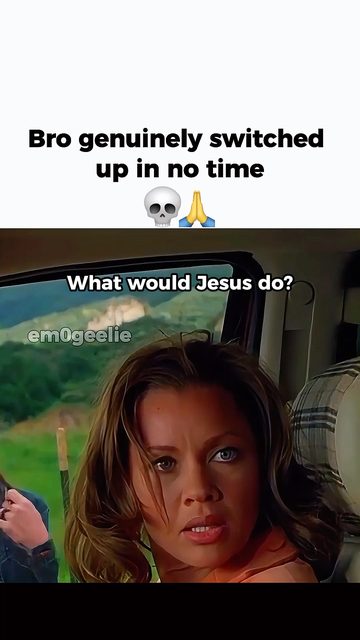 Bro genuinely switched
up in no time
💀🙏
What would Jesus do?
em0geelie